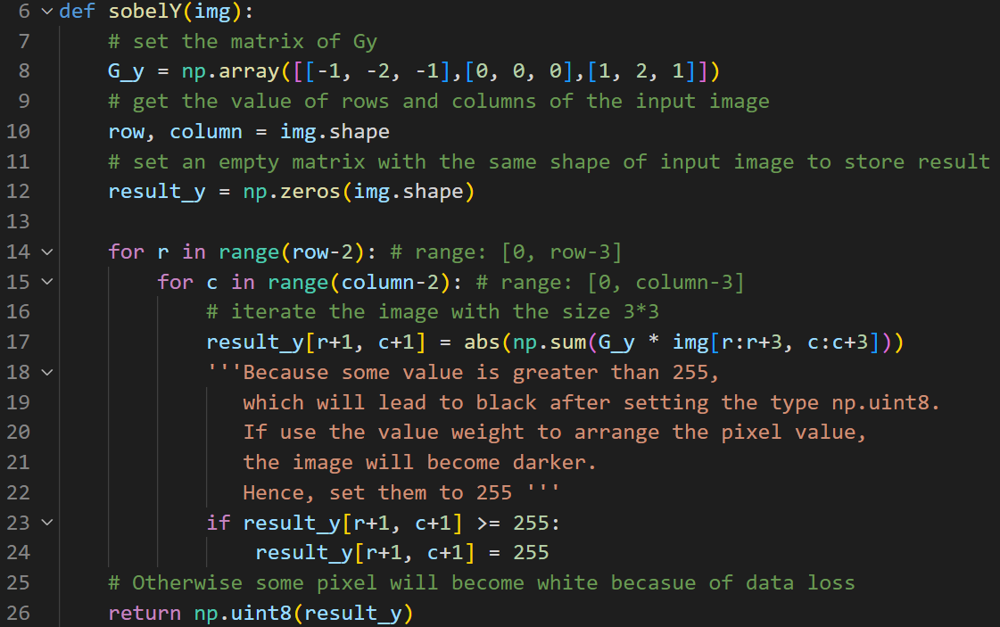 6 def sobelY(img):
7     # set the matrix of Gy
8     G_y = np.array([[-1, -2, -1],[0, 0, 0],[1, 2, 1]])
9     # get the value of rows and columns of the input image
10     row, column = img.shape
11     # set an empty matrix with the same shape of input image to store result
12     result_y = np.zeros(img.shape)
13
14     for r in range(row-2): # range: [0, row-3]
15         for c in range(column-2): # range: [0, column-3]
16             # iterate the image with the size 3*3
17             result_y[r+1, c+1] = abs(np.sum(G_y * img[r:r+3, c:c+3]))
18             '''Because some value is greater than 255,
19                which will lead to black after setting the type np.uint8.
20                If use the value weight to arrange the pixel value,
21                the image will become darker.
22                Hence, set them to 255 '''
23             if result_y[r+1, c+1] >= 255:
24                 result_y[r+1, c+1] = 255
25     # Otherwise some pixel will become white becasue of data loss
26     return np.uint8(result_y)